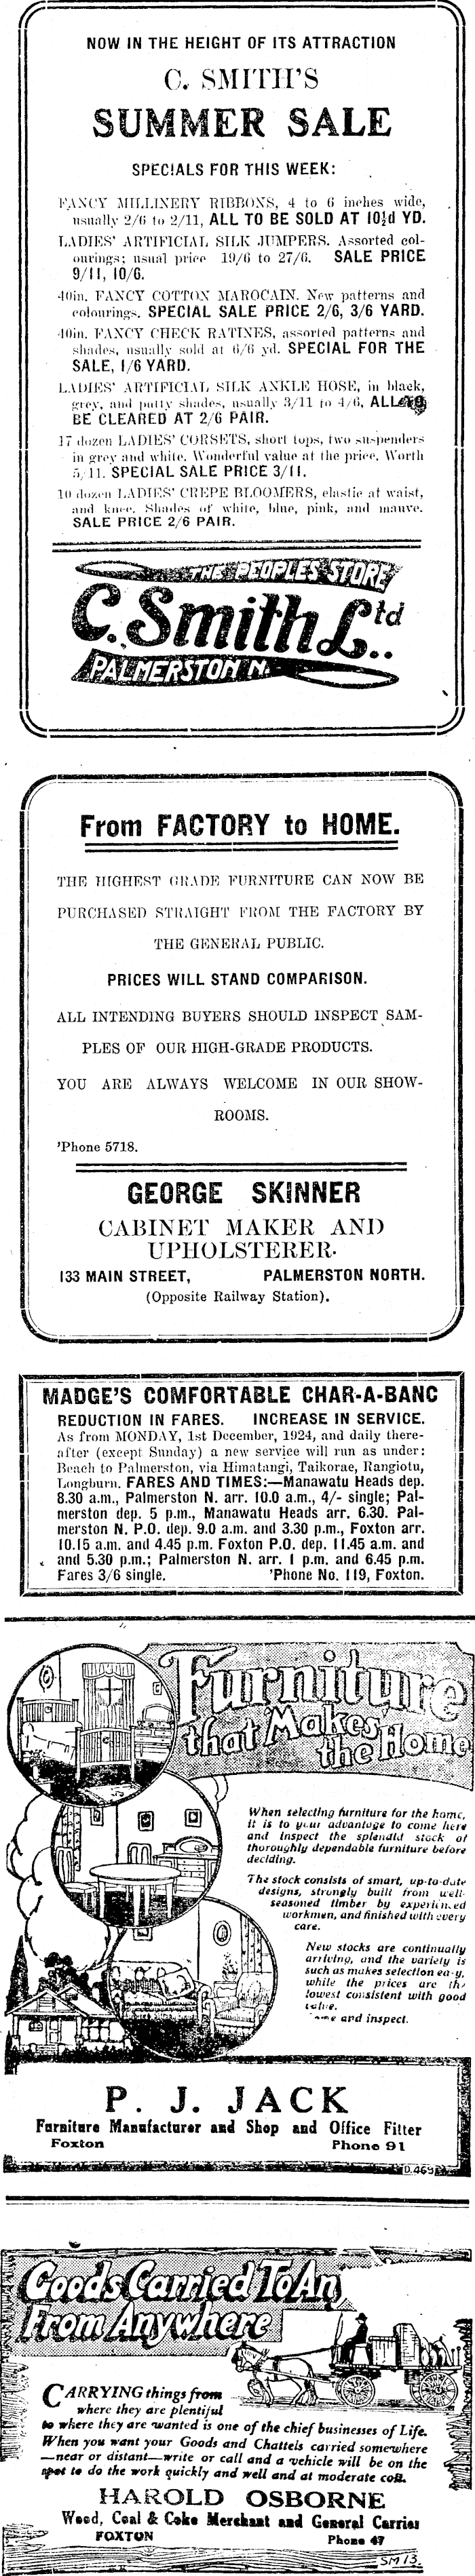 NOW IN THE HEIGHT OF ITS ATTRACTION
C. SMITH'S
SUMMER SALE
SPECIALS FOR THIS WEEK:
FANCY MILLINERY RIBBONS, 4 to 6 inches wide,
usually 2/6 to 2/11, ALL TO BE SOLD AT 10½d YD.
LADIES' ARTIFICIAL SILK JUMPERS. Assorted col-
ourings; usual price 19/6 to 27/6. SALE PRICE
9/11, 10/6.
40in. FANCY COTTON MAROCAIN. New patterns and
colourings. SPECIAL SALE PRICE 2/6, 3/6 YARD.
40in. FANCY CHECK RATINES, assorted patterns and
shades, usually sold at 6/6 yd. SPECIAL FOR THE
SALE, 1/6 YARD.
LADIES' ARTIFICIAL SILK ANKLE HOSE, in black,
grey, and putty shades, usually 3/11 to 4/6, ALL TO
BE CLEARED AT 2/6 PAIR.
17 dozen LADIES' CORSETS, short tops, two suspenders
in grey and white. Wonderful value at the price. Worth
5/11. SPECIAL SALE PRICE 3/11.
10 dozen LADIES' CREPE BLOOMERS, elastic at waist,
and knee. Shades of white, blue, pink, and mauve.
SALE PRICE 2/6 PAIR.
THE PEOPLES STORE
C. Smith Ltd.
PALMERSTON N.
From FACTORY to HOME.
THE HIGHEST GRADE FURNITURE CAN NOW BE
PURCHASED STRAIGHT FROM THE FACTORY BY
THE GENERAL PUBLIC.
PRICES WILL STAND COMPARISON.
ALL INTENDING BUYERS SHOULD INSPECT SAM-
PLES OF OUR HIGH-GRADE PRODUCTS.
YOU ARE ALWAYS WELCOME IN OUR SHOW-
ROOMS.
'Phone 5718.
GEORGE SKINNER
CABINET MAKER AND
UPHOLSTERER.
133 MAIN STREET, PALMERSTON NORTH.
(Opposite Railway Station).
MADGE'S COMFORTABLE CHAR-A-BANC
REDUCTION IN FARES. INCREASE IN SERVICE.
As from MONDAY, 1st December, 1924, and daily there-
after (except Sunday) a new service will run as under:
Beach to Palmerston, via Himatangi, Taikorae, Rangiotu,
Longburn. FARES AND TIMES:—Manawatu Heads dep.
8.30 a.m., Palmerston N. arr. 10.0 a.m., 4/- single; Pal-
merston dep. 5 p.m., Manawatu Heads arr. 6.30. Pal-
merston N. P.O. dep. 9.0 a.m. and 3.30 p.m., Foxton arr.
10.15 a.m. and 4.45 p.m. Foxton P.O. dep. 11.45 a.m. and
and 5.30 p.m.; Palmerston N. arr. 1 p.m. and 6.45 p.m.
Fares 3/6 single. 'Phone No. 119, Foxton.
Furniture
that Makes
the Home
When selecting furniture for the home,
it is to your advantage to come here
and inspect the splendid stock of
thoroughly dependable furniture before
deciding.
The stock consists of smart, up-to-date
designs, strongly built from well-
seasoned timber by experienced
workmen, and finished with every
care.
New stocks are continually
arriving, and the variety is
such as makes selection easy,
while the prices are the
lowest consistent with good
value.
and inspect.
P. J. JACK
Furniture Manufacturer and Shop and Office Fitter
Foxton Phone 91
D.469
Goods Carried To Any
From Anywhere
CARRYING things from
where they are plentiful
to where they are wanted is one of the chief businesses of Life.
When you want your Goods and Chattels carried somewhere
—near or distant—write or call and a vehicle will be on the
spot to do the work quickly and well and at moderate cost.
HAROLD OSBORNE
Wood, Coal & Coke Merchant and General Carrier
FOXTON Phone 47
SM 13.